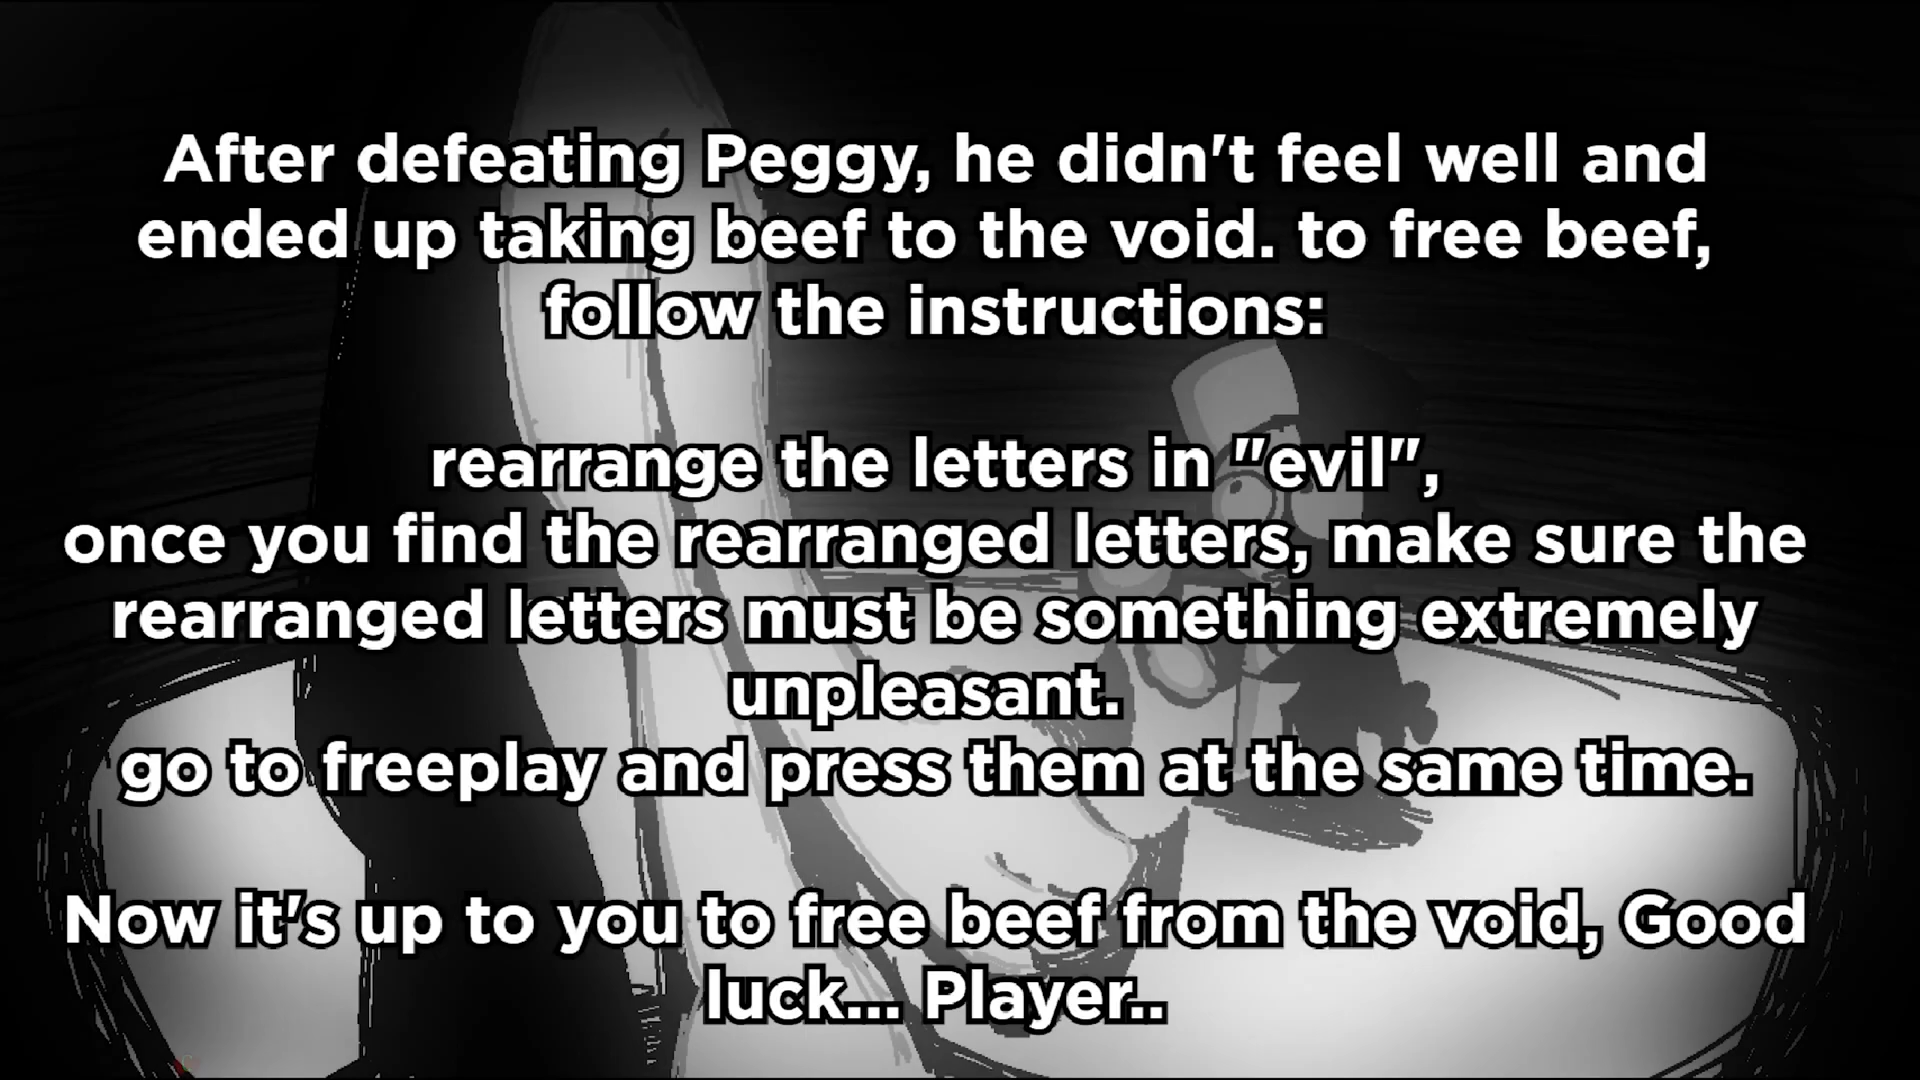 After defeating Peggy, he didn't feel well and
ended up taking beef to the void. to free beef,
follow the instructions:
rearrange the letters in "evil",
once you find the rearranged letters, make sure the
rearranged letters must be something extremely
unpleasant.
go to freeplay and press them at the same time.
Now it's up to you to free beef from the void, Good
luck... Player..